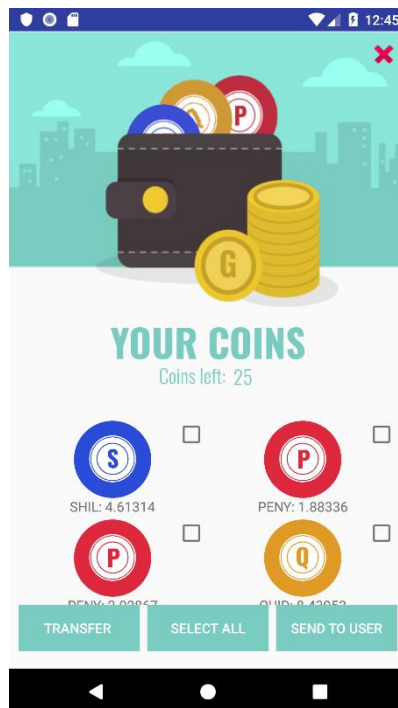 12:45
A P
G
YOUR COINS
Coins left: 25
S P
SHIL: 4.61314 PENY: 1.88336
P Q
TRANSFER SELECT ALL SEND TO USER